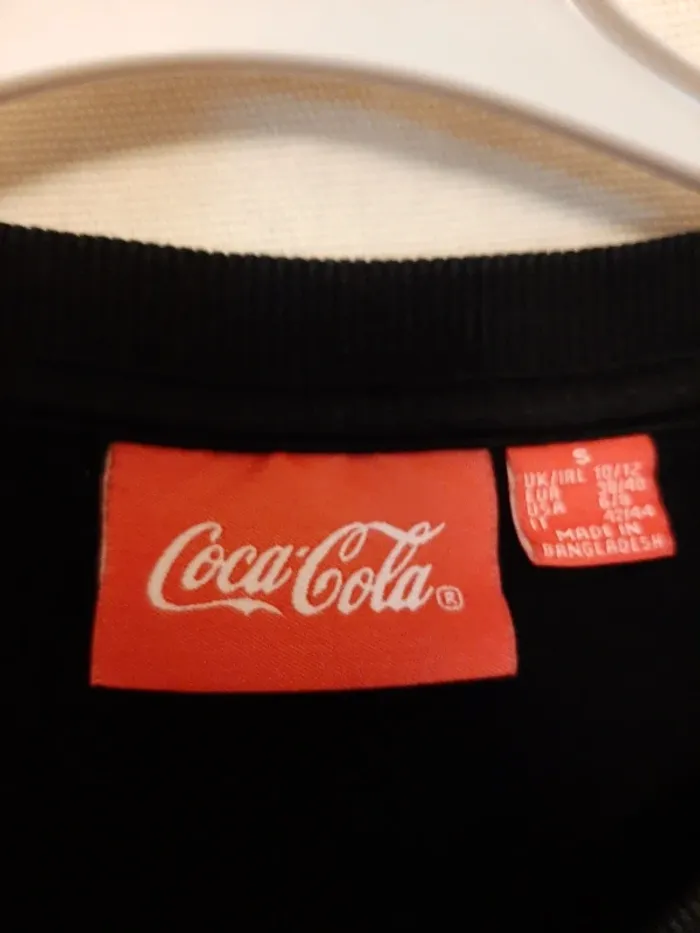 Coca-Cola®
S
UK/IRL 10/12
EUR 38/40
USA 6/8
IT 42/44
MADE IN
BANGLADESH